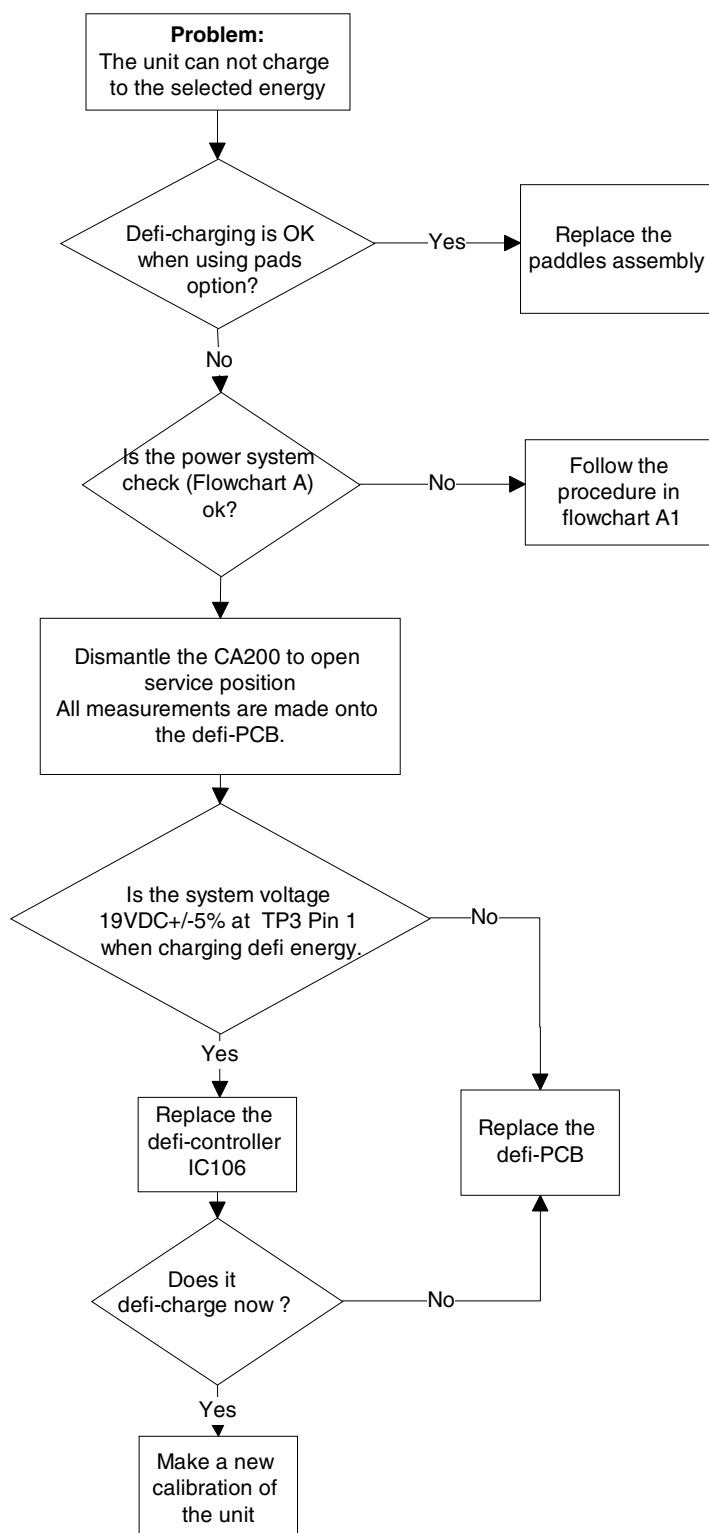 Problem:
The unit can not charge
to the selected energy
Defi-charging is OK
when using pads
option?
Yes
Replace the
paddles assembly
No
Is the power system
check (Flowchart A)
ok?
No
Follow the
procedure in
flowchart A1
Dismantle the CA200 to open
service position
All measurements are made onto
the defi-PCB.
Is the system voltage
19VDC+/-5% at TP3 Pin 1
when charging defi energy.
No
Yes
Replace the
defi-controller
IC106
Replace the
defi-PCB
Does it
defi-charge now ?
No
Yes
Make a new
calibration of
the unit